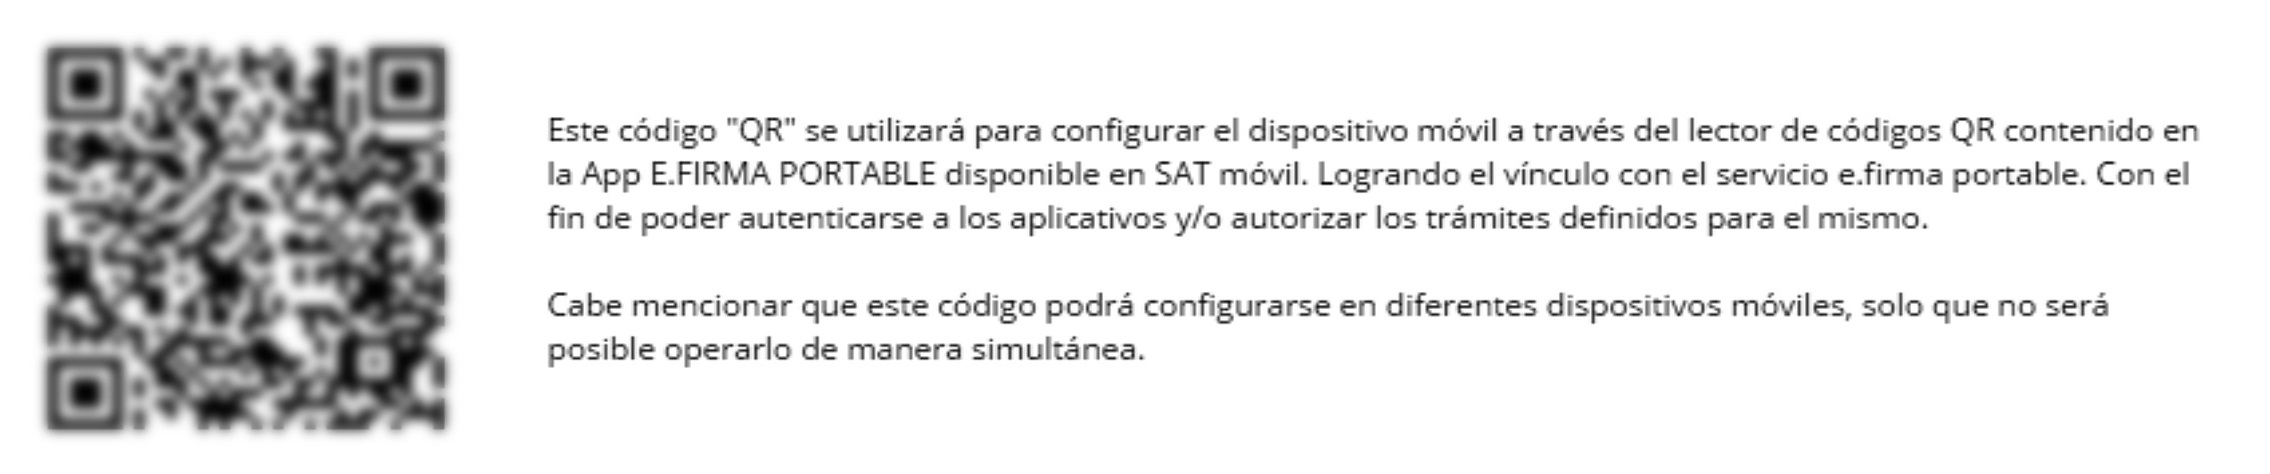 Este código "QR" se utilizará para configurar el dispositivo móvil a través del lector de códigos QR contenido en
la App E.FIRMA PORTABLE disponible en SAT móvil. Logrando el vínculo con el servicio e.firma portable. Con el
fin de poder autenticarse a los aplicativos y/o autorizar los trámites definidos para el mismo.
Cabe mencionar que este código podrá configurarse en diferentes dispositivos móviles, solo que no será
posible operarlo de manera simultánea.